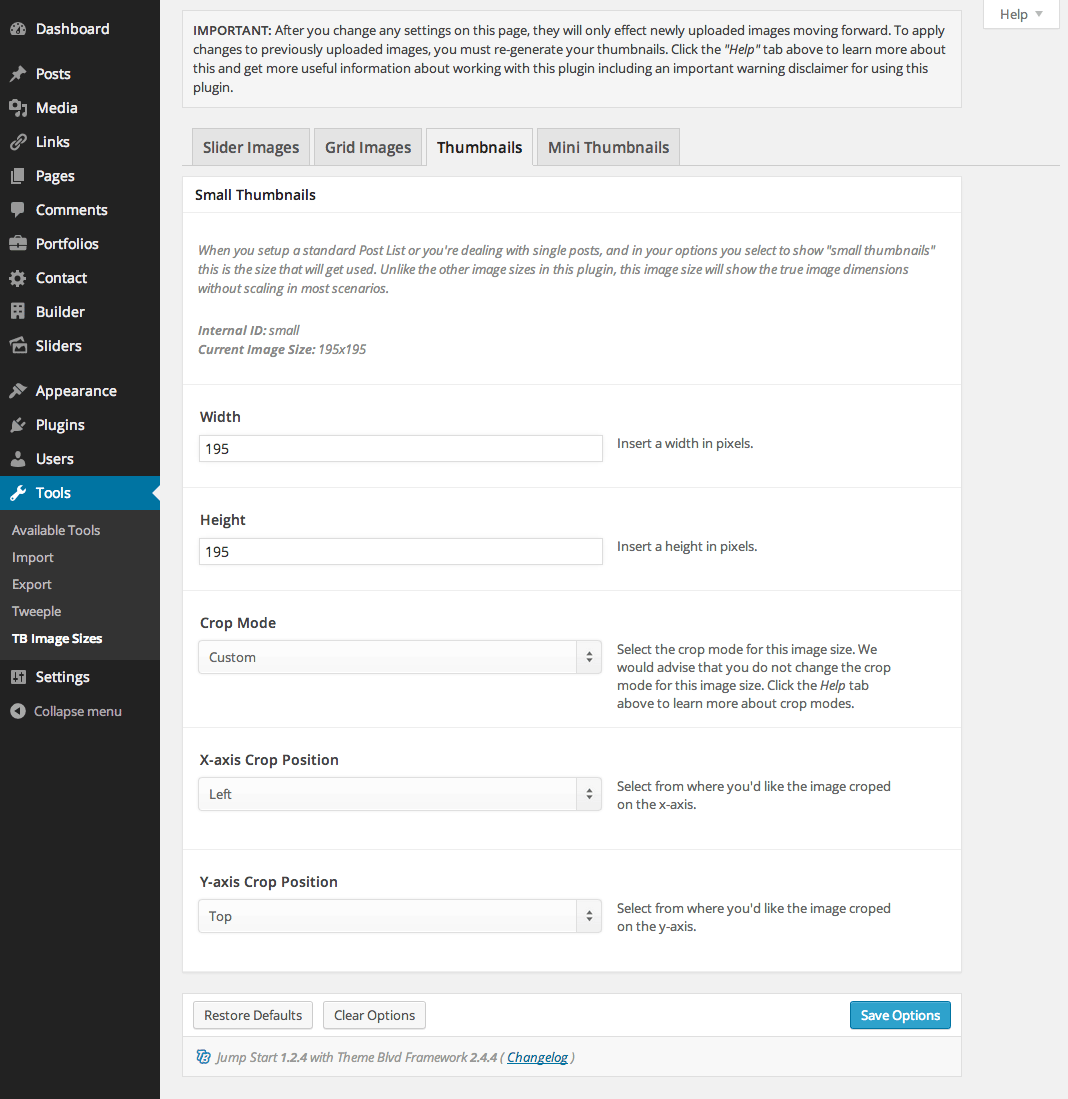 Dashboard
Posts
Media
Links
Pages
Comments
Portfolios
Contact
Builder
Sliders
Appearance
Plugins
Users
Tools
Available Tools
Import
Export
Tweeple
TB Image Sizes
Settings
Collapse menu
Help
IMPORTANT: After you change any settings on this page, they will only effect newly uploaded images moving forward. To apply
changes to previously uploaded images, you must re-generate your thumbnails. Click the "Help" tab above to learn more about
this and get more useful information about working with this plugin including an important warning disclaimer for using this
plugin.
Slider Images Grid Images Thumbnails Mini Thumbnails
Small Thumbnails
When you setup a standard Post List or you're dealing with single posts, and in your options you select to show "small thumbnails"
this is the size that will get used. Unlike the other image sizes in this plugin, this image size will show the true image dimensions
without scaling in most scenarios.
Internal ID: small
Current Image Size: 195x195
Width
195
Insert a width in pixels.
Height
195
Insert a height in pixels.
Crop Mode
Custom
Select the crop mode for this image size. We
would advise that you do not change the crop
mode for this image size. Click the Help tab
above to learn more about crop modes.
X-axis Crop Position
Left
Select from where you'd like the image croped
on the x-axis.
Y-axis Crop Position
Top
Select from where you'd like the image croped
on the y-axis.
Restore Defaults Clear Options Save Options
Jump Start 1.2.4 with Theme Blvd Framework 2.4.4 ( Changelog )